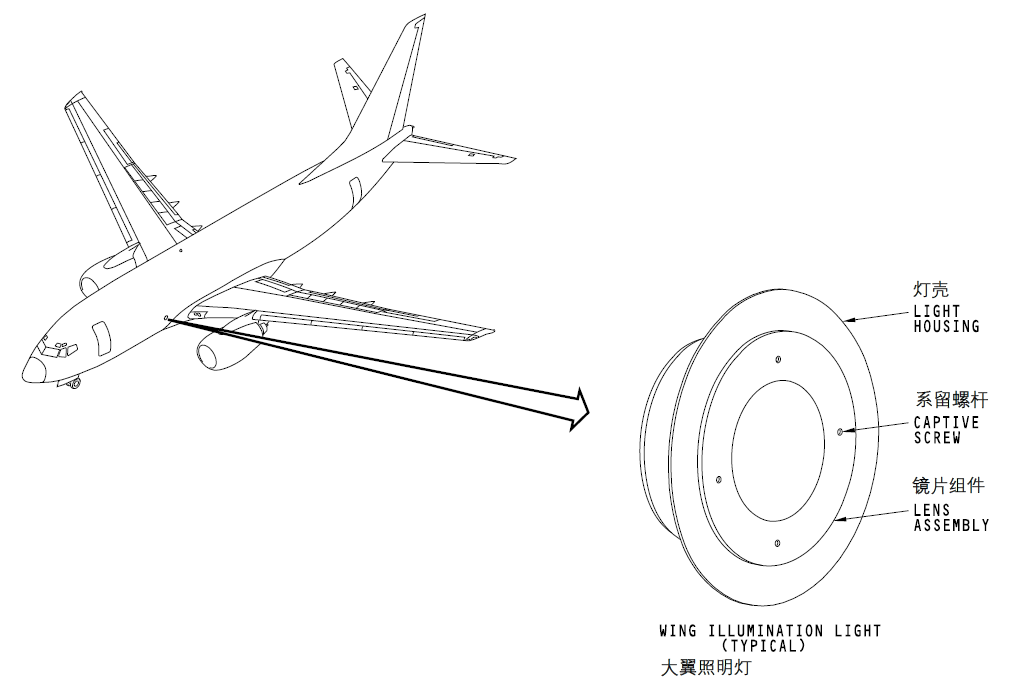 灯壳
LIGHT
HOUSING
系留螺杆
CAPTIVE
SCREW
镜片组件
LENS
ASSEMBLY
WING ILLUMINATION LIGHT
(TYPICAL)
大翼照明灯